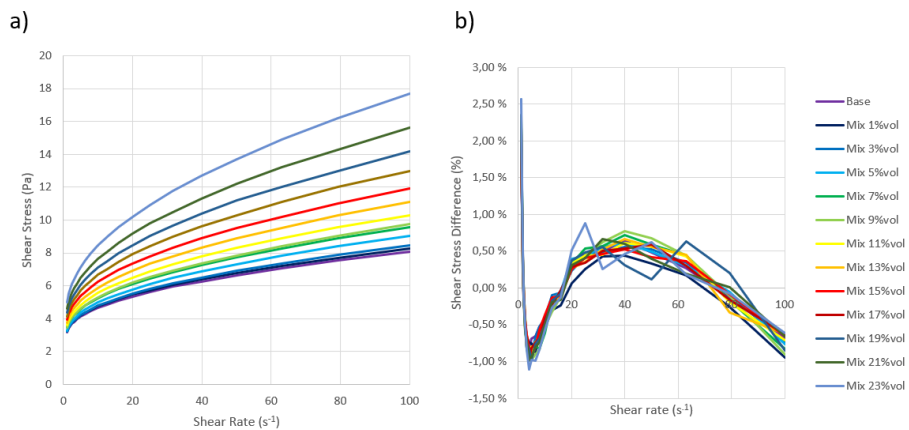 a)
b)
20
18
16
14
12
10
8
6
4
2
0
Shear Stress (Pa)
0
20
40
60
80
100
Shear Rate (s⁻¹)
3,00 %
2,50 %
2,00 %
1,50 %
1,00 %
0,50 %
0,00 %
-0,50 %
-1,00 %
-1,50 %
Shear Stress Difference (%)
0
20
40
60
80
100
Shear rate (s⁻¹)
Base
Mix 1%vol
Mix 3%vol
Mix 5%vol
Mix 7%vol
Mix 9%vol
Mix 11%vol
Mix 13%vol
Mix 15%vol
Mix 17%vol
Mix 19%vol
Mix 21%vol
Mix 23%vol